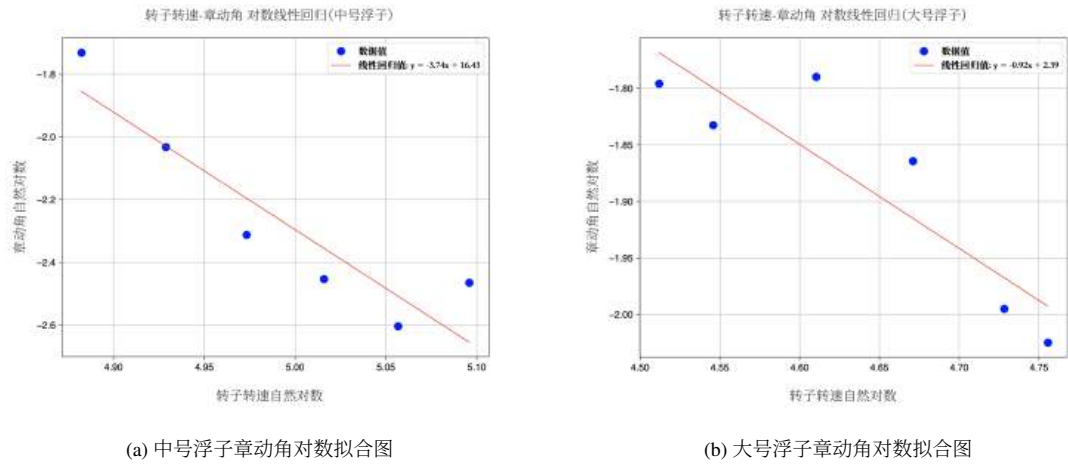 转子转速-章动角 对数线性回归(中号浮子)
数据值
线性回归值: y = -3.74x + 16.43
−1.8
−2.0
−2.2
−2.4
−2.6
章动角自然对数
4.90
4.95
5.00
5.05
5.10
转子转速自然对数
(a) 中号浮子章动角对数拟合图
转子转速-章动角 对数线性回归(大号浮子)
数据值
线性回归值: y = -0.92x + 2.39
−1.80
−1.85
−1.90
−1.95
−2.00
章动角自然对数
4.50
4.55
4.60
4.65
4.70
4.75
转子转速自然对数
(b) 大号浮子章动角对数拟合图